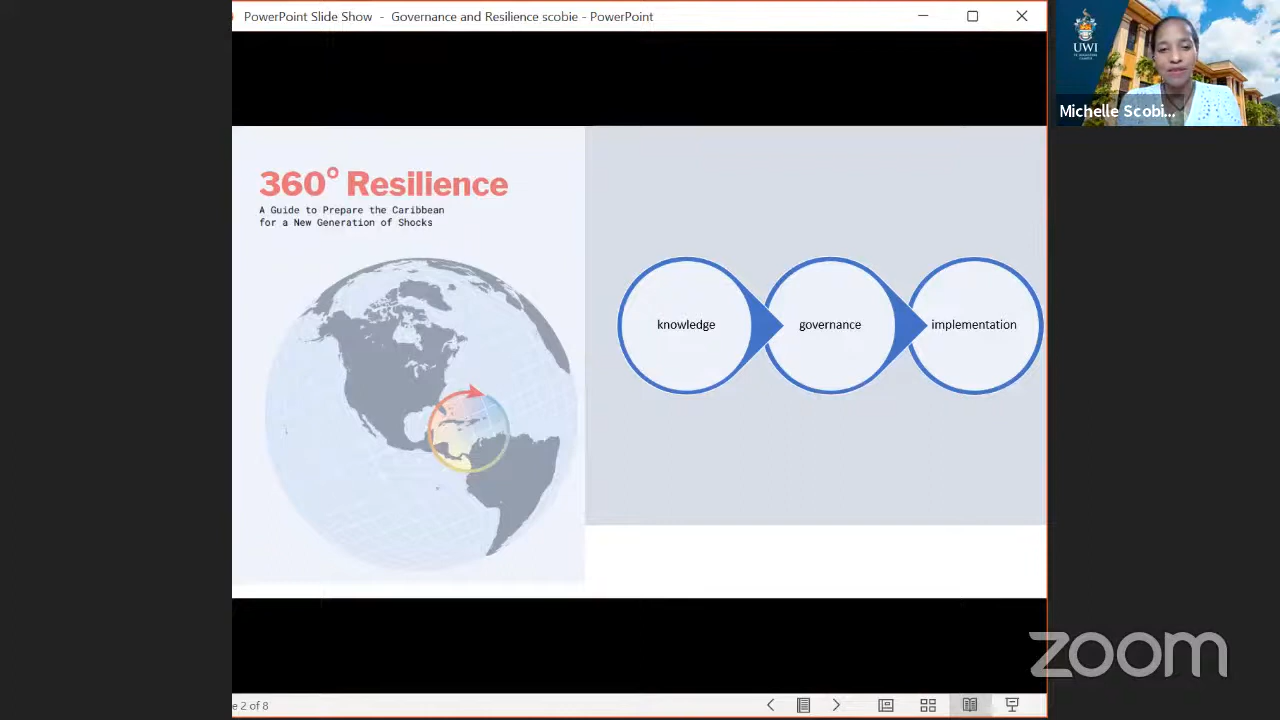 PowerPoint Slide Show - Governance and Resilience scobie - PowerPoint
UWI
Michelle Scobi...
360° Resilience
A Guide to Prepare the Caribbean
for a New Generation of Shocks
knowledge
governance
implementation
zoom
e 2 of 8